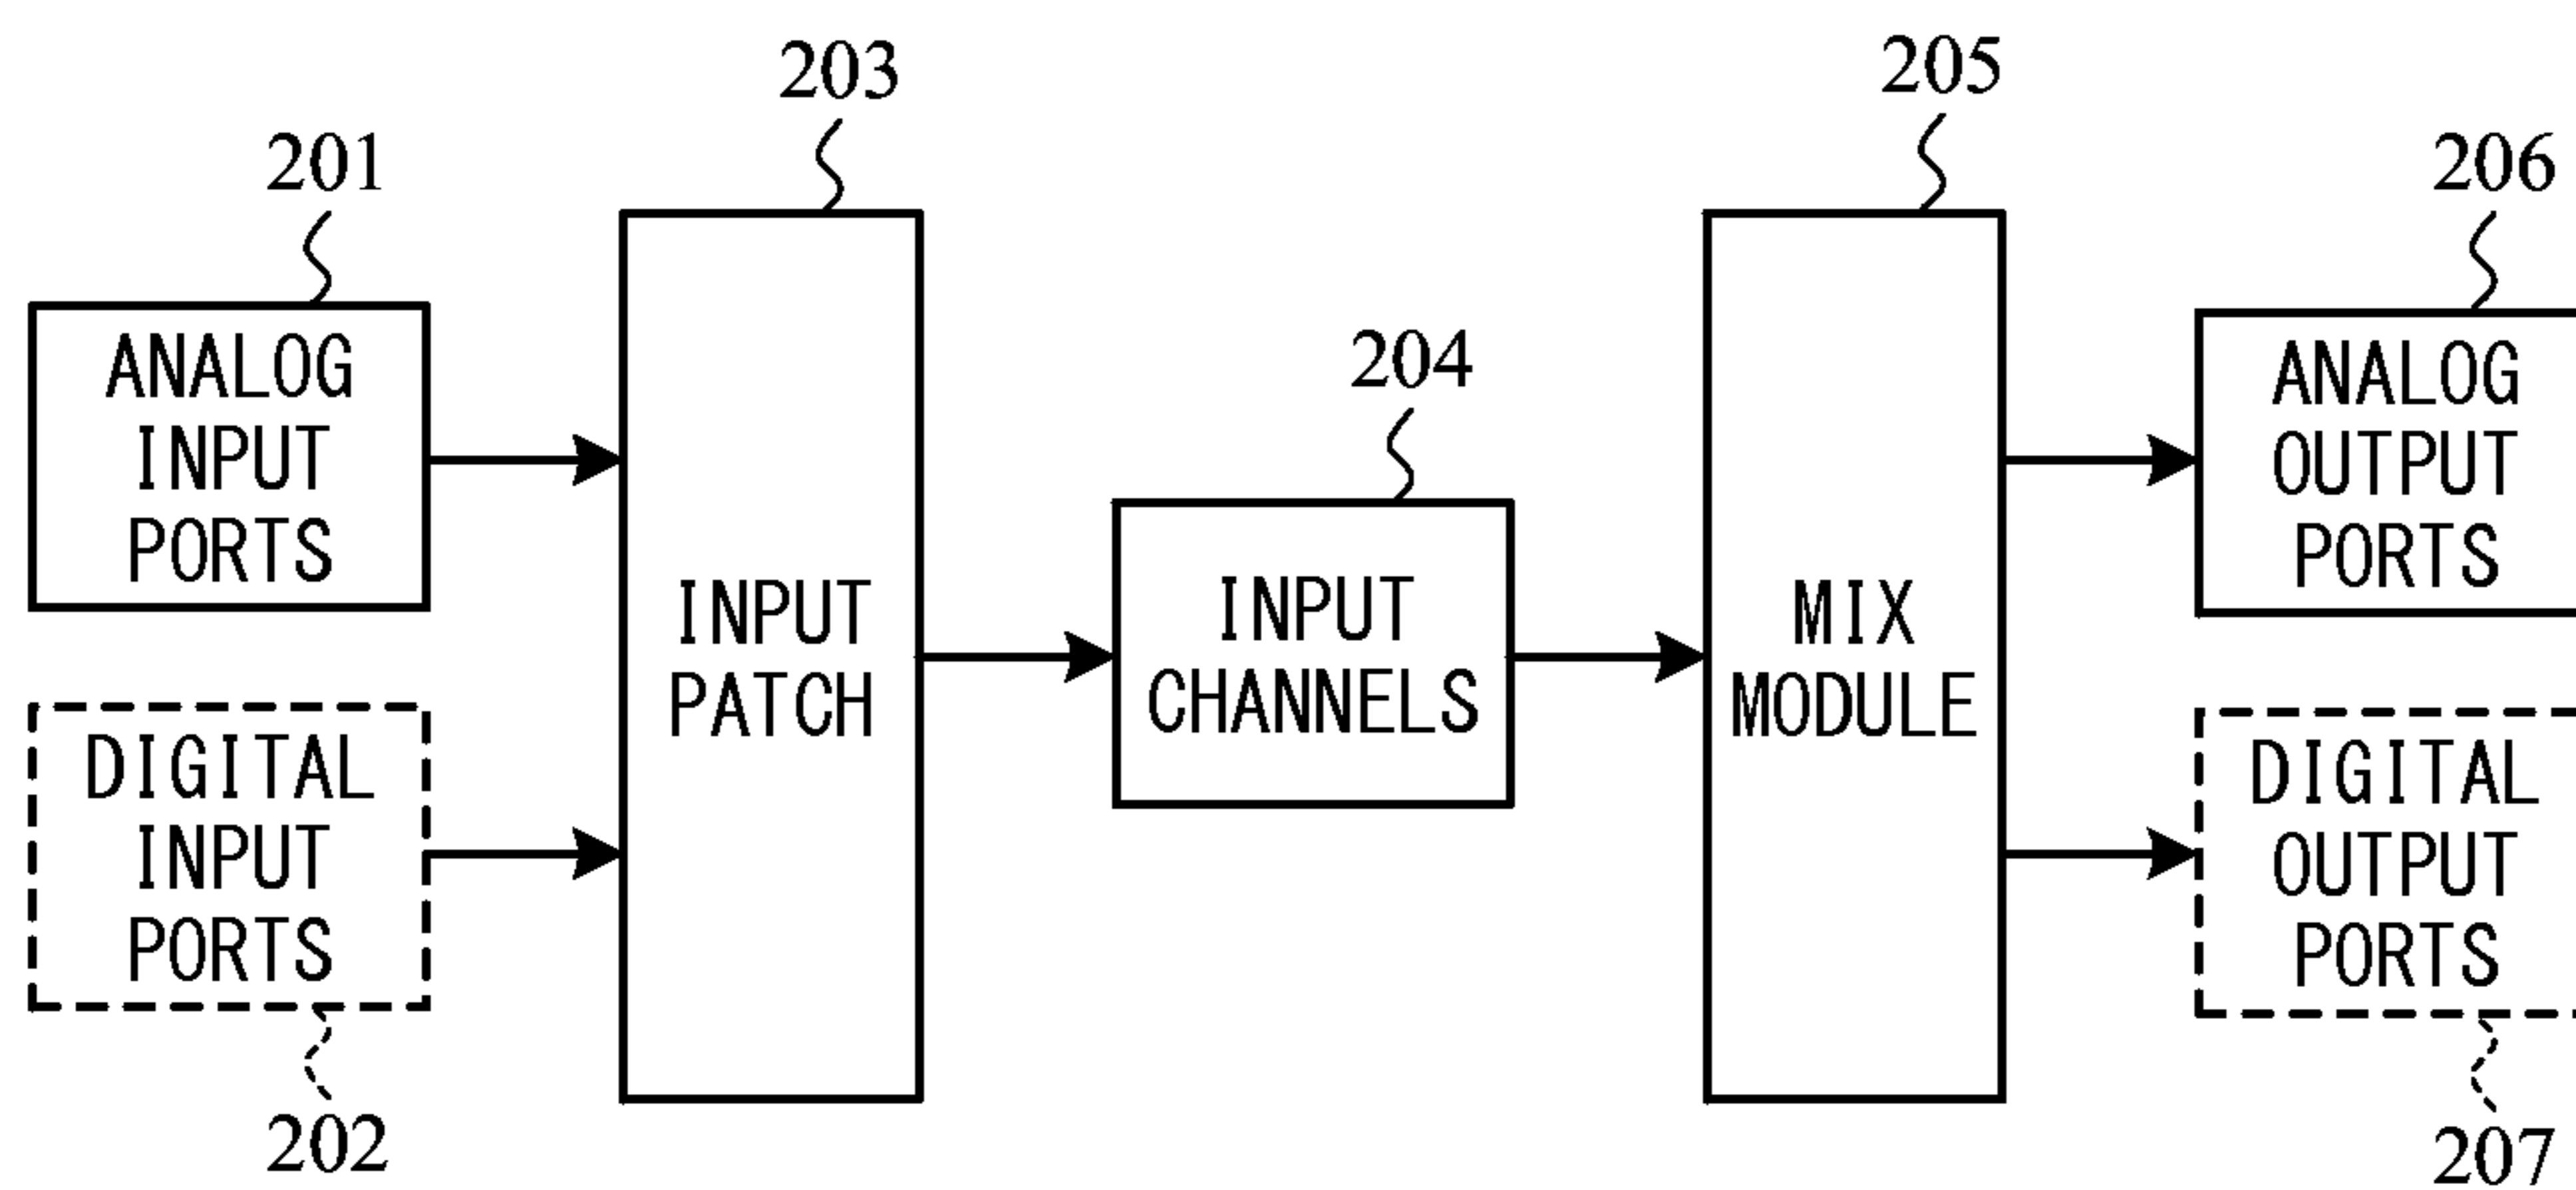 203
205
201
206
ANALOG
INPUT
PORTS
204
ANALOG
OUTPUT
PORTS
INPUT
PATCH
INPUT
CHANNELS
MIX
MODULE
DIGITAL
INPUT
PORTS
DIGITAL
OUTPUT
PORTS
202
207